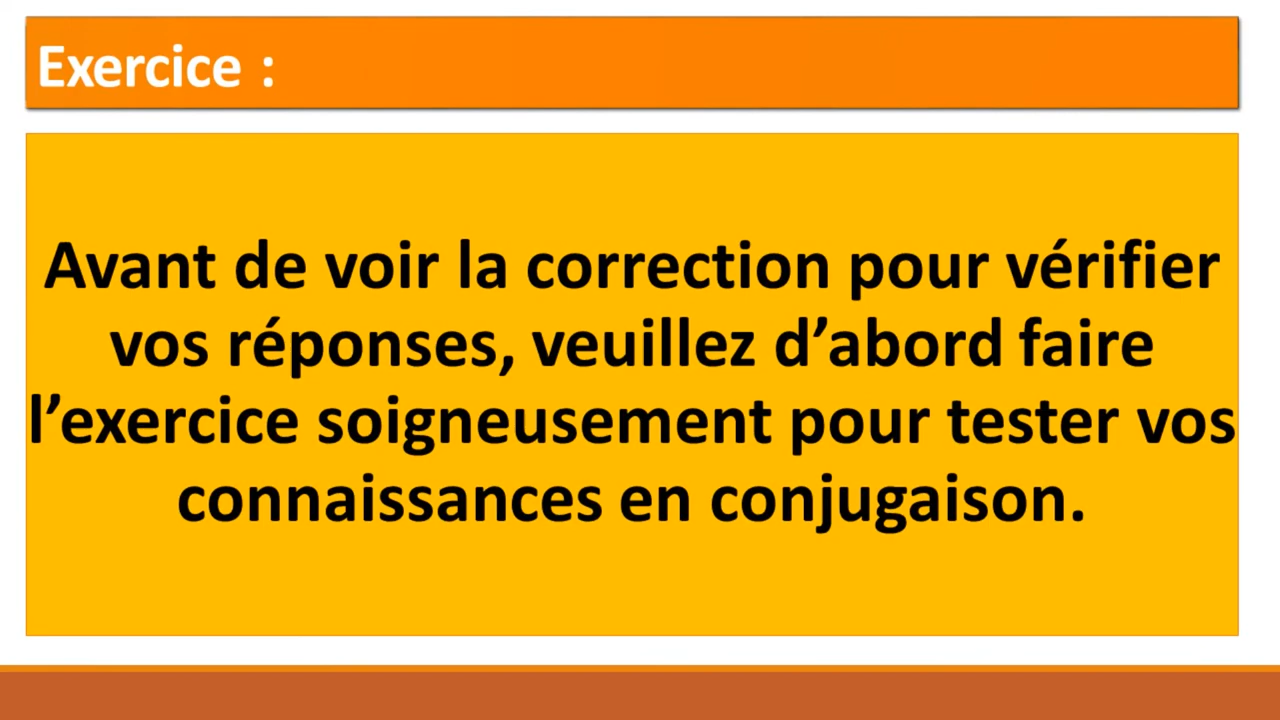 Exercice :
Avant de voir la correction pour vérifier
vos réponses, veuillez d’abord faire
l’exercice soigneusement pour tester vos
connaissances en conjugaison.